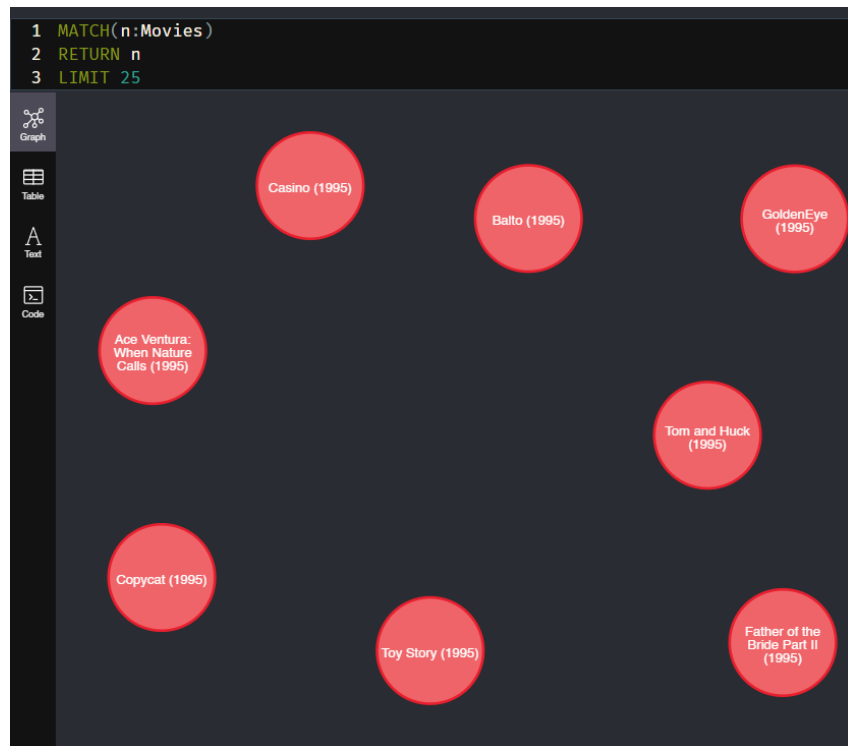 1 MATCH(n:Movies)
2 RETURN n
3 LIMIT 25
Graph
Table
Text
Code
Casino (1995)
Balto (1995)
GoldenEye
(1995)
Ace Ventura:
When Nature
Calls (1995)
Tom and Huck
(1995)
Copycat (1995)
Toy Story (1995)
Father of the
Bride Part II
(1995)